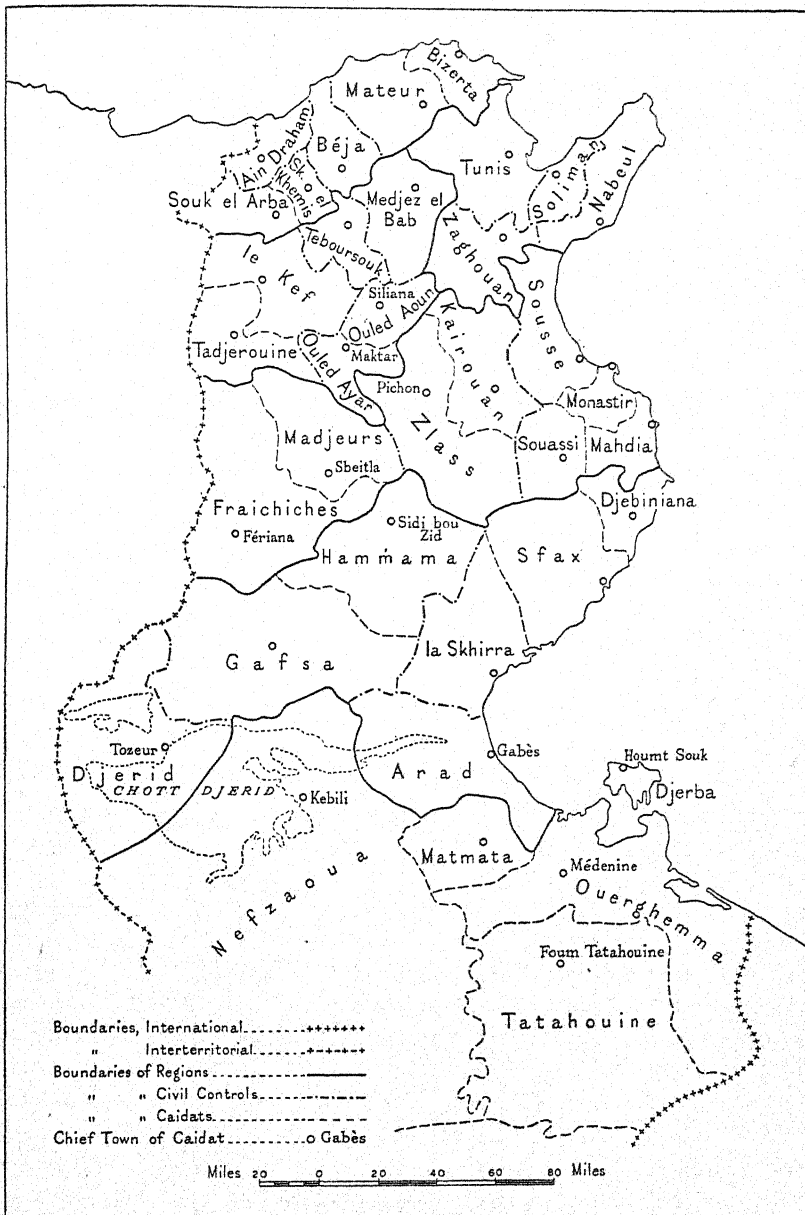 Bizerta
Mateur
Ain Draham
Béja
Sk. el
Khemis
Souk el Arba
Tunis
Soliman
Nabeul
Medjez el
Bab
Teboursouk
Zaghouan
le Kef
Siliana
Ouled Aoun
Sousse
Tadjerouine
Ouled Ayar
Maktar
Kairouan
Pichon
Zlass
Monastir
Madjeurs
Souassi
Mahdia
Sbeitla
Fraichiches
Djebiniana
Fériana
Sidi bou
Zid
Hammama
Sfax
Gafsa
la Skhirra
Tozeur
Djerid
CHOTT DJERID
Kebili
Arad
Gabès
Houmt Souk
Djerba
Nefzaoua
Matmata
Médenine
Ouerghemma
Foum Tatahouine
Tatahouine
Boundaries, International
" Interterritorial
Boundaries of Regions
" " Civil Controls
" " Caidats
Chief Town of Caidat Gabès
Miles 20 0 20 40 60 80 Miles